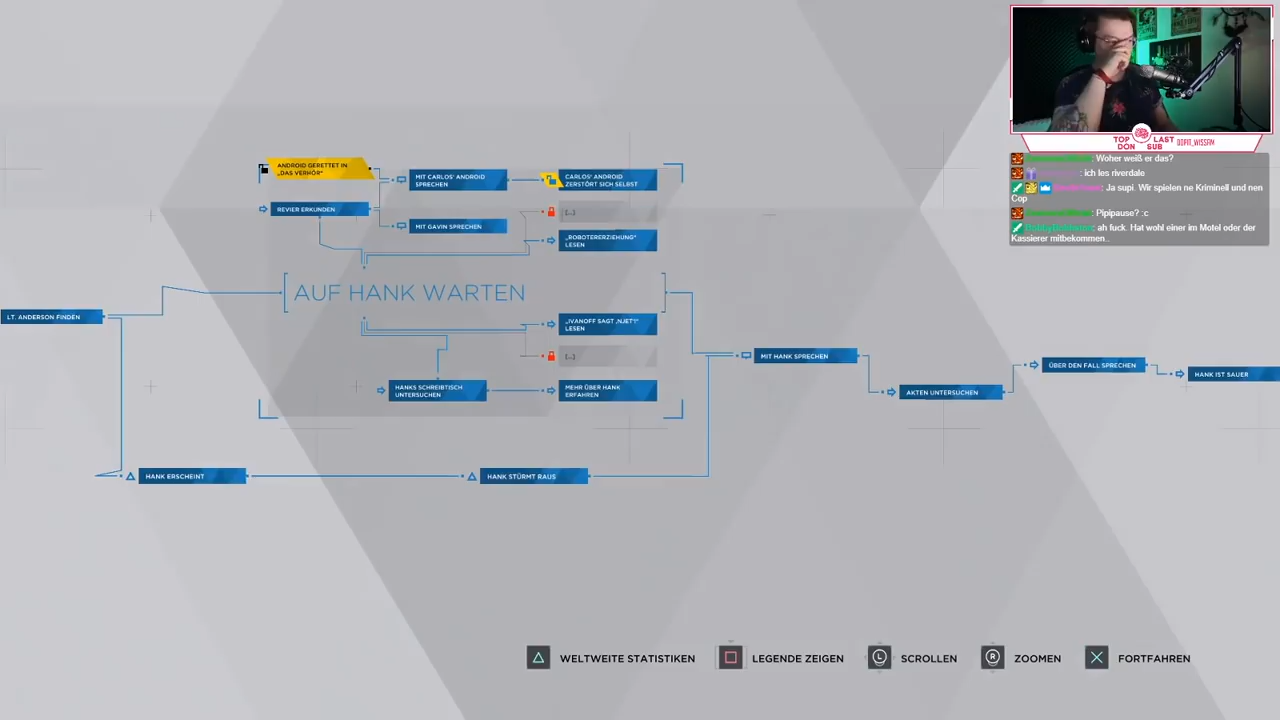 TOP DON
LAST SUB
DOPIT_WISSFM
: Woher weiß er das?
: ich les riverdale
: Ja supi. Wir spielen ne Kriminell und nen
Cop
: Pipipause? :c
: ah fuck. Hat wohl einer im Motel oder der
Kassierer mitbekommen..
ANDROID GERETTET IN
„DAS VERHÖR"
REVIER ERKUNDEN
MIT CARLOS' ANDROID
SPRECHEN
CARLOS' ANDROID
ZERSTÖRT SICH SELBST
MIT GAVIN SPRECHEN
[...]
„ROBOTERERZIEHUNG"
LESEN
AUF HANK WARTEN
LT. ANDERSON FINDEN
„IVANOFF SAGT ‚NJET'!"
LESEN
[...]
HANKS SCHREIBTISCH
UNTERSUCHEN
MEHR ÜBER HANK
ERFAHREN
MIT HANK SPRECHEN
AKTEN UNTERSUCHEN
ÜBER DEN FALL SPRECHEN
HANK IST SAUER
HANK ERSCHEINT
HANK STÜRMT RAUS
WELTWEITE STATISTIKEN
LEGENDE ZEIGEN
L
SCROLLEN
R
ZOOMEN
FORTFAHREN